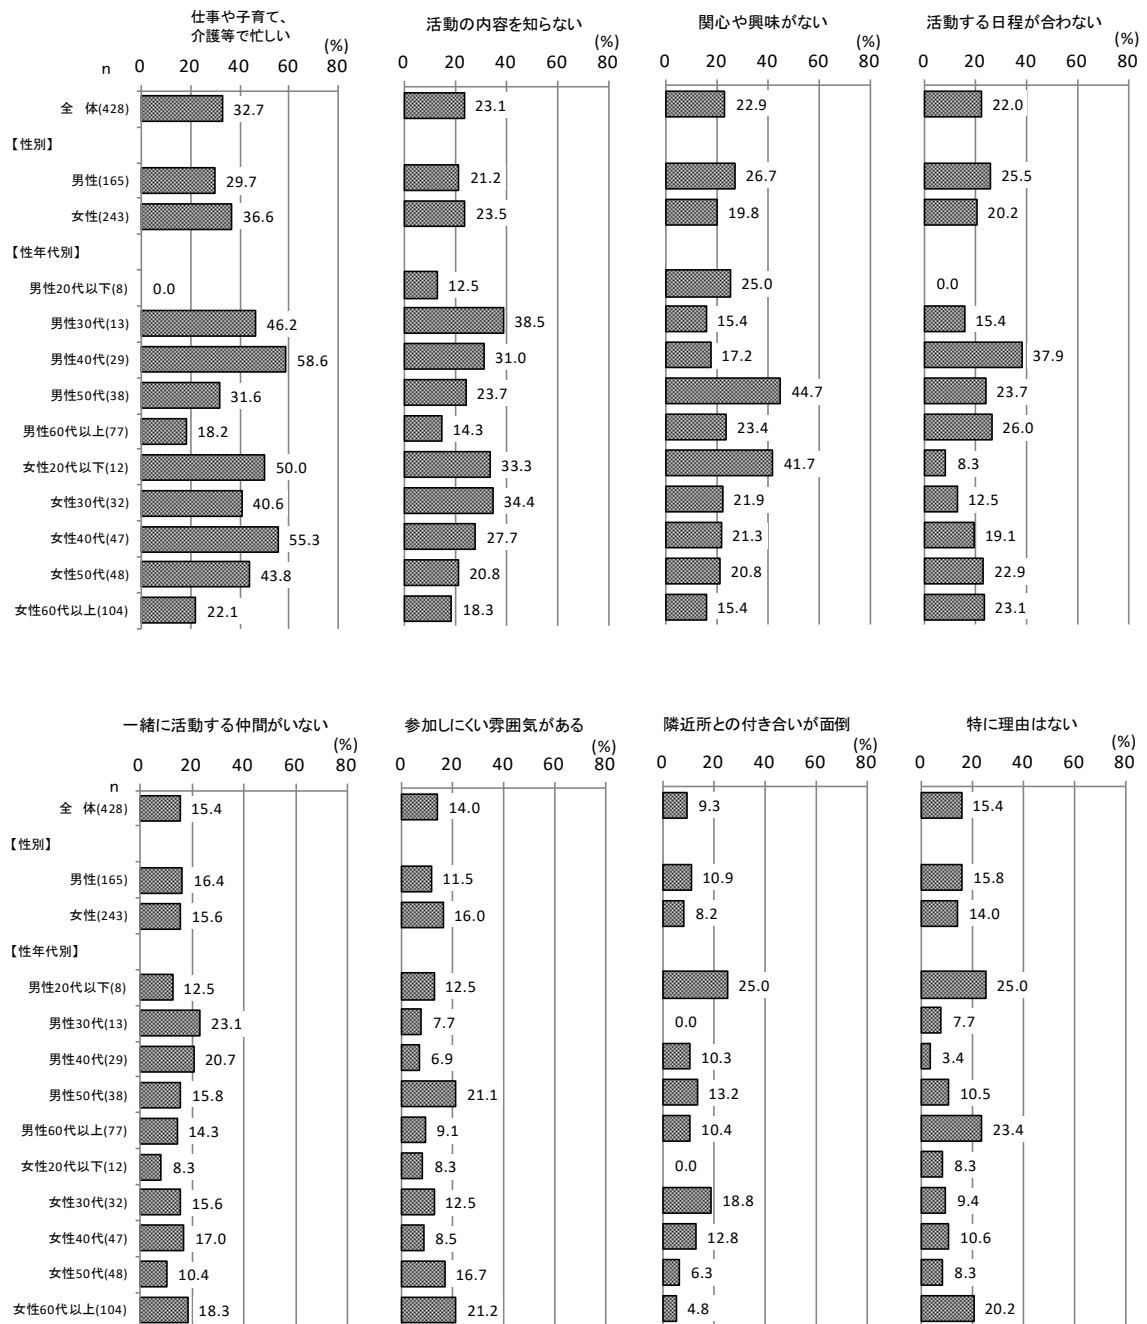 仕事や子育て、
介護等で忙しい
活動の内容を知らない
関心や興味がない
活動する日程が合わない
(%) (%) (%) (%)
n 0 20 40 60 80 0 20 40 60 80 0 20 40 60 80 0 20 40 60 80
全 体(428) 32.7 23.1 22.9 22.0
【性別】
男性(165) 29.7 21.2 26.7 25.5
女性(243) 36.6 23.5 19.8 20.2
【性年代別】
男性20代以下(8) 0.0 12.5 25.0 0.0
男性30代(13) 46.2 38.5 15.4 15.4
男性40代(29) 58.6 31.0 17.2 37.9
男性50代(38) 31.6 23.7 44.7 23.7
男性60代以上(77) 18.2 14.3 23.4 26.0
女性20代以下(12) 50.0 33.3 41.7 8.3
女性30代(32) 40.6 34.4 21.9 12.5
女性40代(47) 55.3 27.7 21.3 19.1
女性50代(48) 43.8 20.8 20.8 22.9
女性60代以上(104) 22.1 18.3 15.4 23.1
一緒に活動する仲間がいない 参加しにくい雰囲気がある 隣近所との付き合いが面倒 特に理由はない
(%) (%) (%) (%)
0 20 40 60 80 0 20 40 60 80 0 20 40 60 80 0 20 40 60 80
n
全 体(428) 15.4 14.0 9.3 15.4
【性別】
男性(165) 16.4 11.5 10.9 15.8
女性(243) 15.6 16.0 8.2 14.0
【性年代別】
男性20代以下(8) 12.5 12.5 25.0 25.0
男性30代(13) 23.1 7.7 0.0 7.7
男性40代(29) 20.7 6.9 10.3 3.4
男性50代(38) 15.8 21.1 13.2 10.5
男性60代以上(77) 14.3 9.1 10.4 23.4
女性20代以下(12) 8.3 8.3 0.0 8.3
女性30代(32) 15.6 12.5 18.8 9.4
女性40代(47) 17.0 8.5 12.8 10.6
女性50代(48) 10.4 16.7 6.3 8.3
女性60代以上(104) 18.3 21.2 4.8 20.2